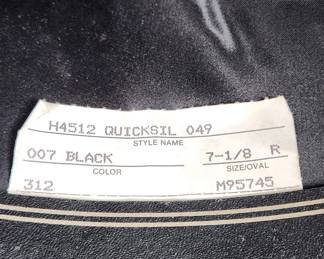 H4512 QUICKSIL 049
STYLE NAME
007 BLACK 7-1/8 R
COLOR SIZE/OVAL
312 M95745